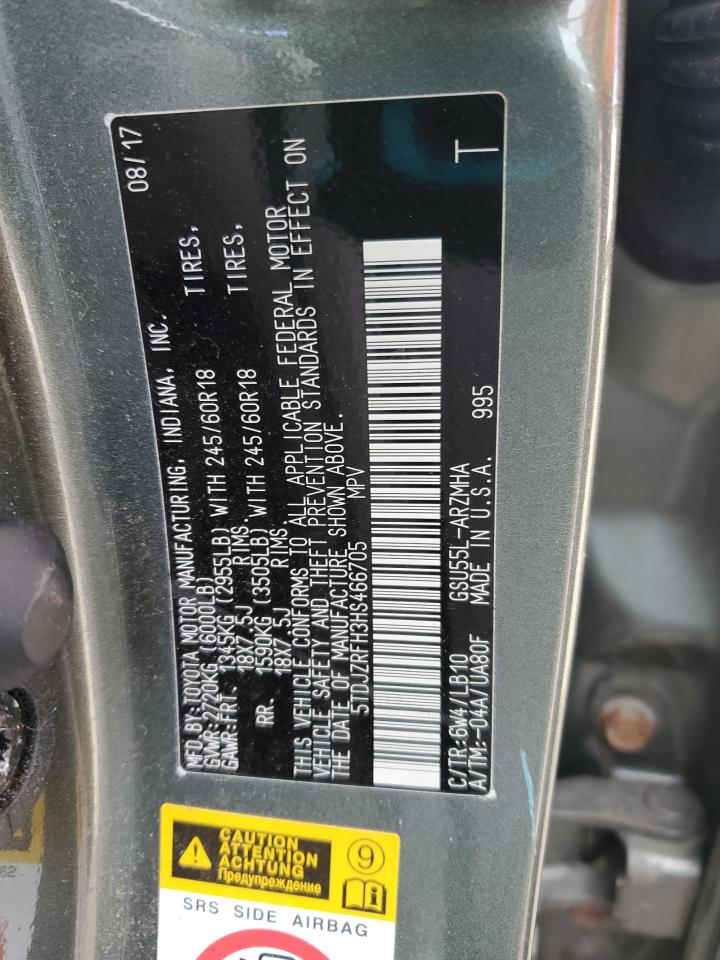 MFD.BY:TOYOTA MOTOR MANUFACTURING, INDIANA, INC. 08/17
GVWR:2720KG (6000LB)
GAWR:FRT. 1345KG (2955LB) WITH 245/60R18 TIRES,
18X7.5J RIMS.
RR. 1590KG (3505LB) WITH 245/60R18 TIRES,
18X7.5J RIMS.
THIS VEHICLE CONFORMS TO ALL APPLICABLE FEDERAL MOTOR
VEHICLE SAFETY AND THEFT PREVENTION STANDARDS IN EFFECT ON
THE DATE OF MANUFACTURE SHOWN ABOVE.
5TDJZRFH3HS466705 MPV
C/TR:6W4/LB10 GSU55L-ARZMHA T
A/TM:-04A/UA80F MADE IN U.S.A. 995
CAUTION
ATTENTION
ACHTUNG
Предупреждение
9
i
SRS SIDE AIRBAG